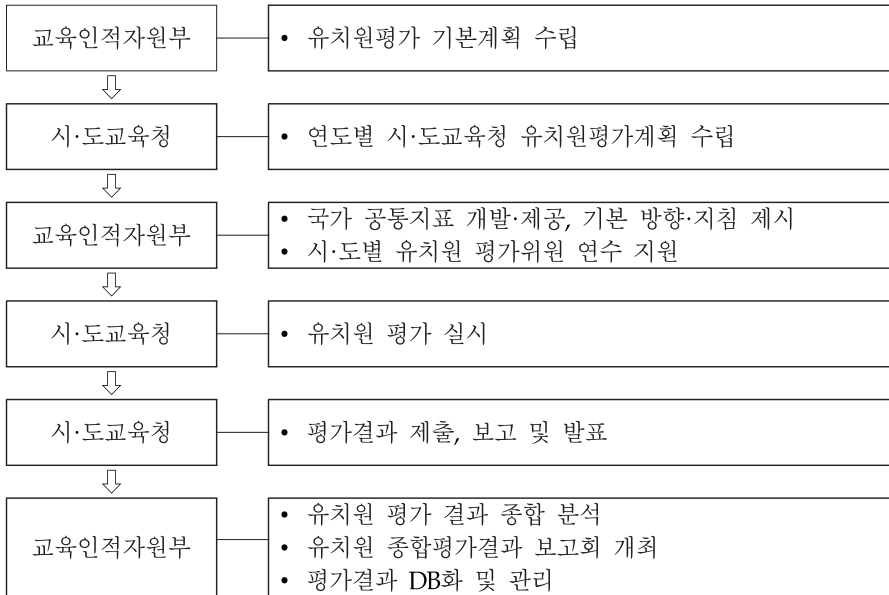 교육인적자원부
• 유치원평가 기본계획 수립
시·도교육청
• 연도별 시·도교육청 유치원평가계획 수립
교육인적자원부
• 국가 공통지표 개발·제공, 기본 방향·지침 제시
• 시·도별 유치원 평가위원 연수 지원
시·도교육청
• 유치원 평가 실시
시·도교육청
• 평가결과 제출, 보고 및 발표
교육인적자원부
• 유치원 평가 결과 종합 분석
• 유치원 종합평가결과 보고회 개최
• 평가결과 DB화 및 관리